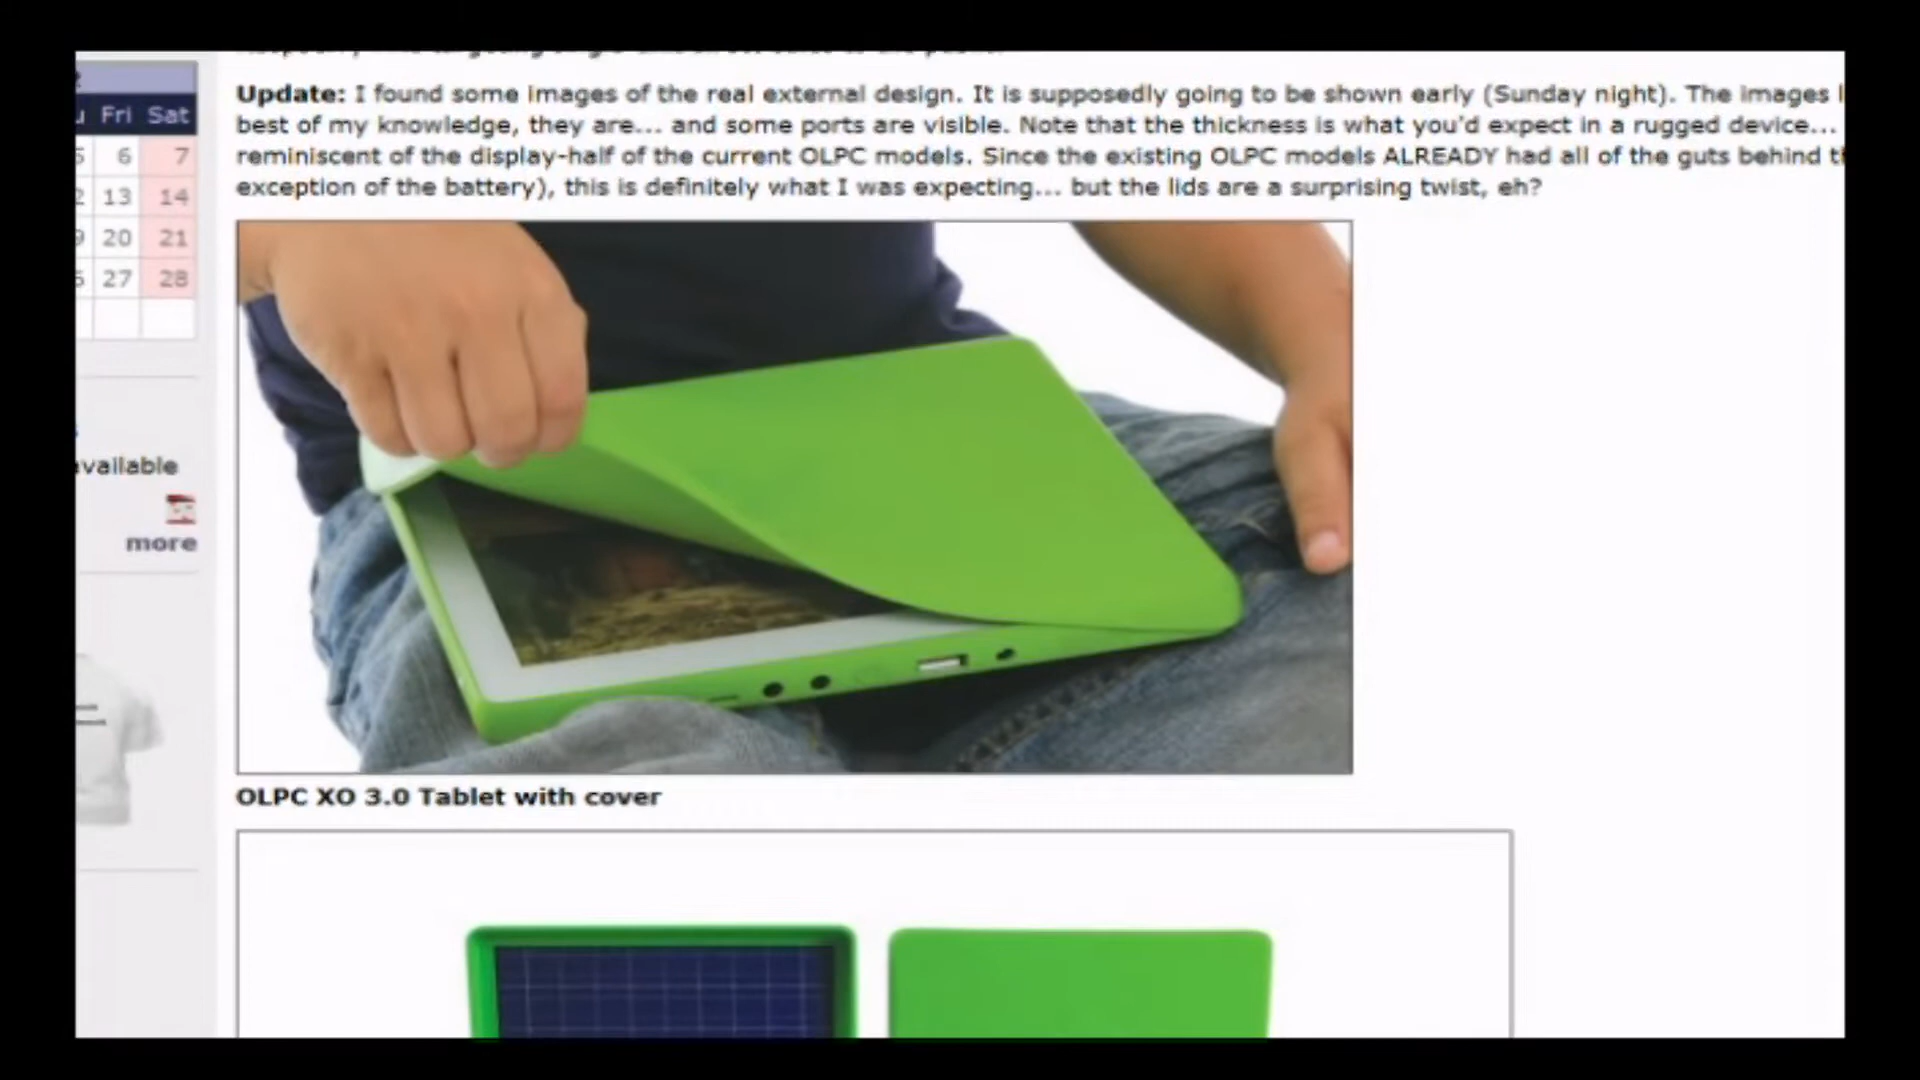 Update: I found some images of the real external design. It is supposedly going to be shown early (Sunday night). The images
best of my knowledge, they are... and some ports are visible. Note that the thickness is what you'd expect in a rugged device...
reminiscent of the display-half of the current OLPC models. Since the existing OLPC models ALREADY had all of the guts behind
exception of the battery), this is definitely what I was expecting... but the lids are a surprising twist, eh?
Fri Sat
6 7
13 14
20 21
27 28
available
more
OLPC XO 3.0 Tablet with cover